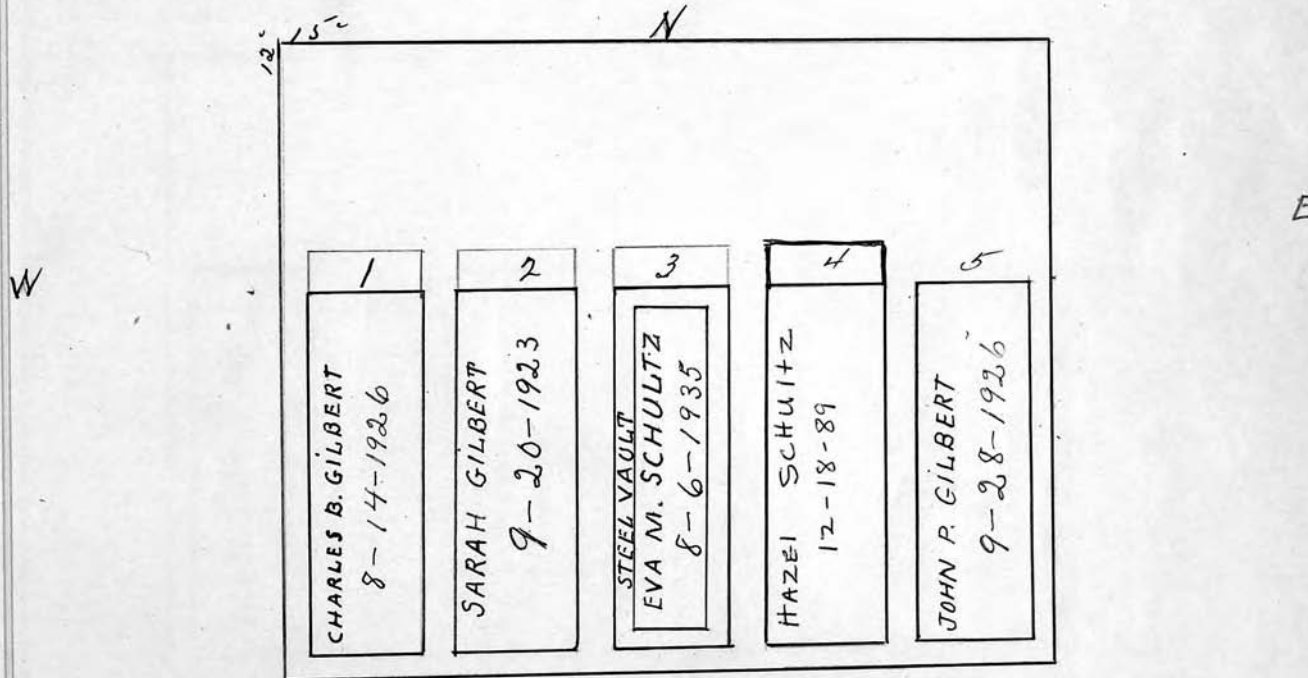 15°
12°
N
W
E
1
CHARLES B. GILBERT
8-14-1926
2
SARAH GILBERT
9-20-1923
3
STEEL VAULT
EVA M. SCHULTZ
8-6-1935
4
HAZEl SCHUltZ
12-18-89
5
JOHN P. GILBERT
9-28-1926